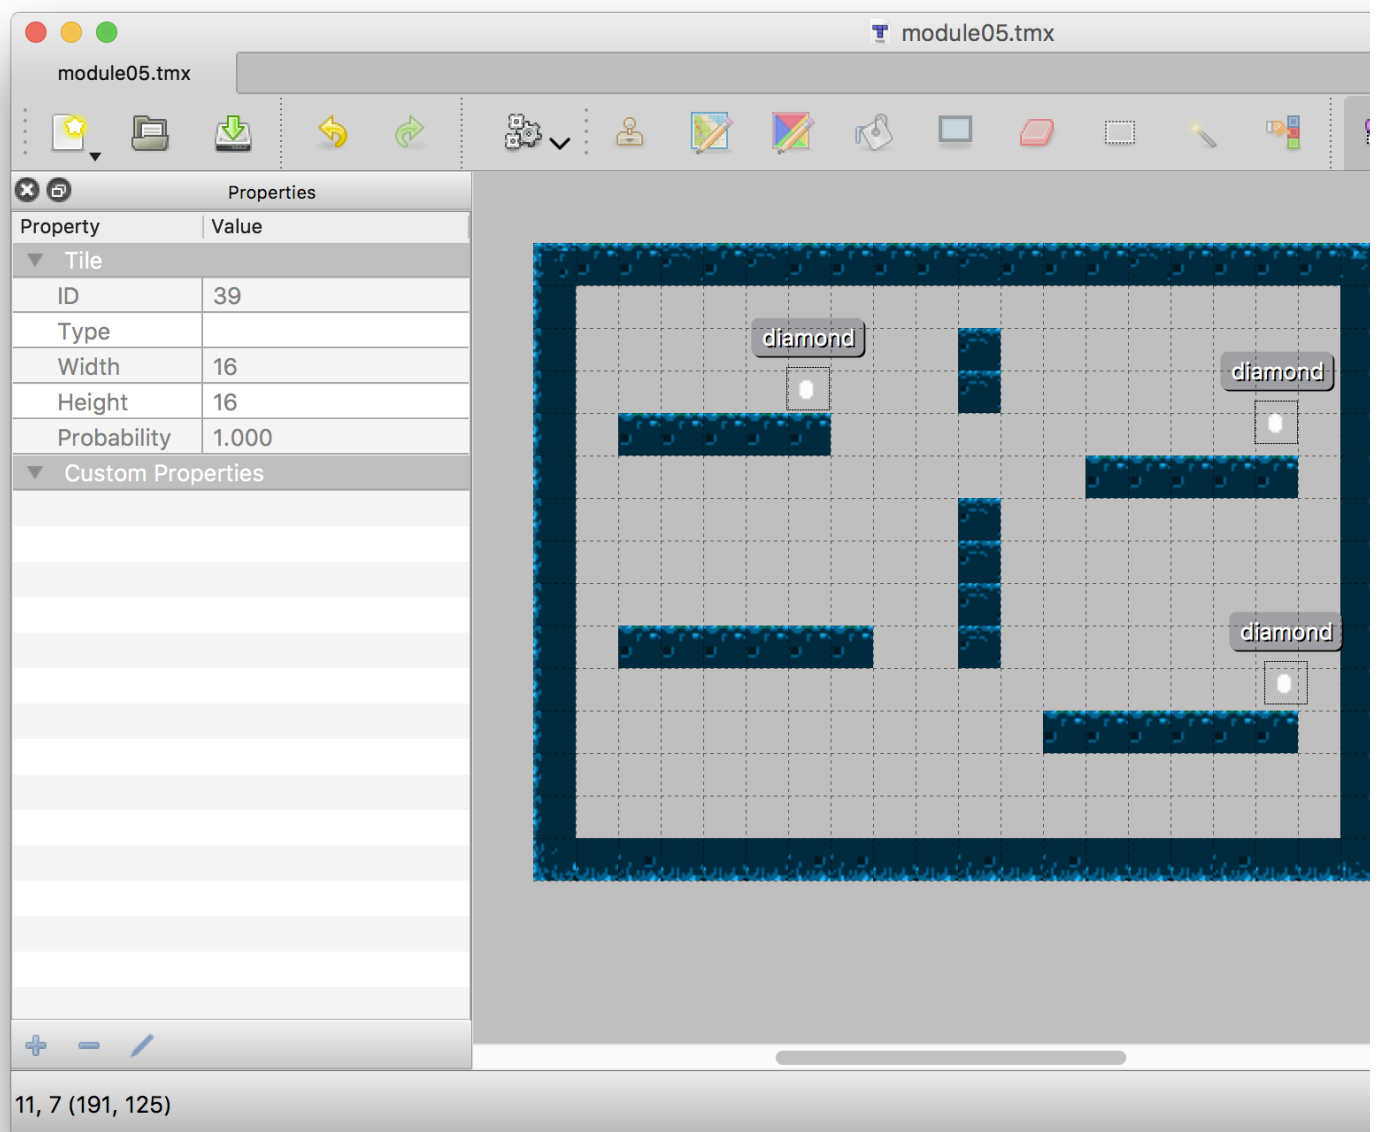 module05.tmx
module05.tmx
Properties
Property Value
Tile
ID 39
Type
Width 16
Height 16
Probability 1.000
Custom Properties
diamond
diamond
diamond
11, 7 (191, 125)